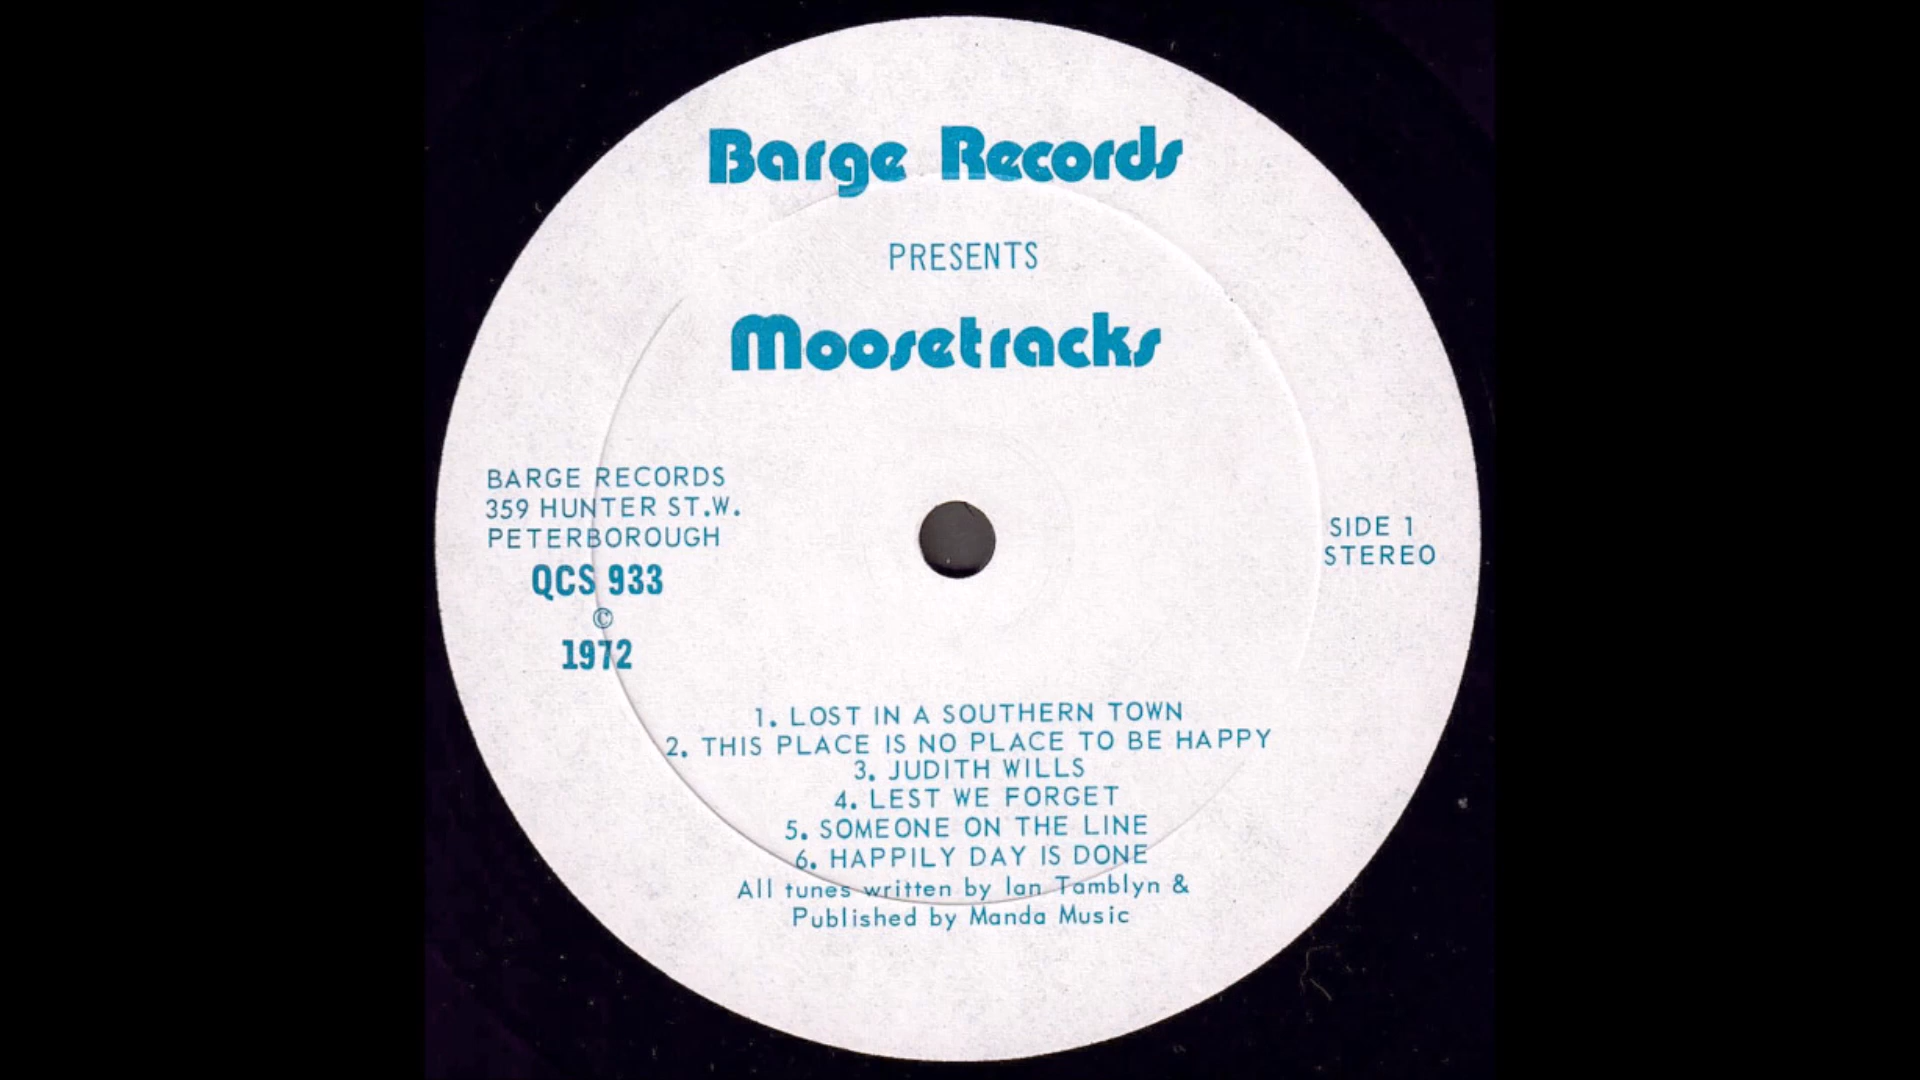 Barge Records
PRESENTS
Moosetracks
BARGE RECORDS
359 HUNTER ST.W.
PETERBOROUGH
QCS 933
©
1972
SIDE 1
STEREO
1. LOST IN A SOUTHERN TOWN
2. THIS PLACE IS NO PLACE TO BE HAPPY
3. JUDITH WILLS
4. LEST WE FORGET
5. SOMEONE ON THE LINE
6. HAPPILY DAY IS DONE
All tunes written by Ian Tamblyn &
Published by Manda Music